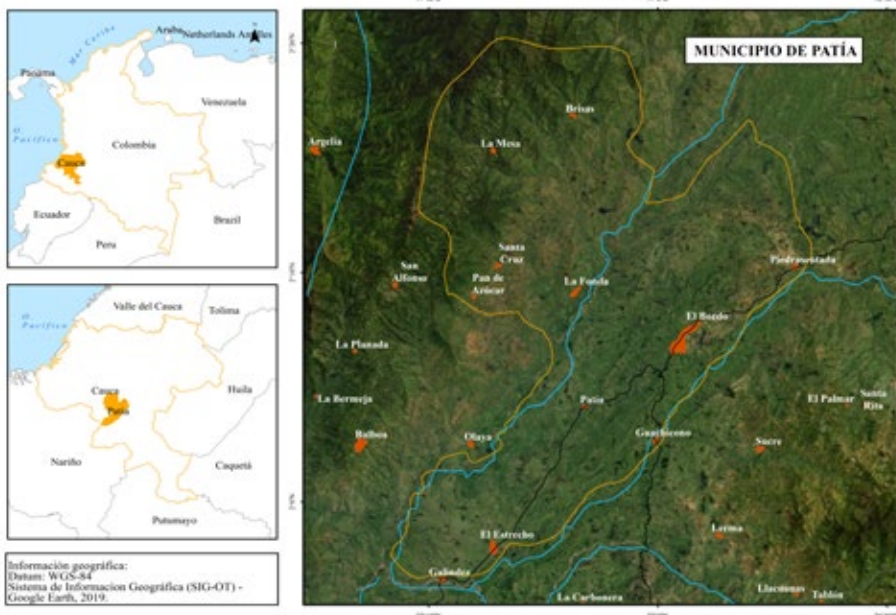 Mar Caribe
Aruba
Netherlands Antilles
Panama
Venezuela
O. Pacífico
Colombia
Cauca
Ecuador
Brazil
Peru
Valle del Cauca
Tolima
O. Pacífico
Cauca
Huila
Patía
Nariño
Caquetá
Putumayo
Información geográfica:
Datum: WGS-84
Sistema de Informacion Geográfica (SIG-OT) -
Google Earth, 2019.
MUNICIPIO DE PATÍA
Brisas
Argelia
La Mesa
Santa
Cruz
San
Alfonso
Pan de
Azúcar
La Fonda
Piedrasentada
El Bordo
La Planada
La Bermeja
Patía
El Palmar
Santa
Rita
Balboa
Olaya
Guachicono
Sucre
El Estrecho
Lerma
Galíndez
La Carbonera
Tablón